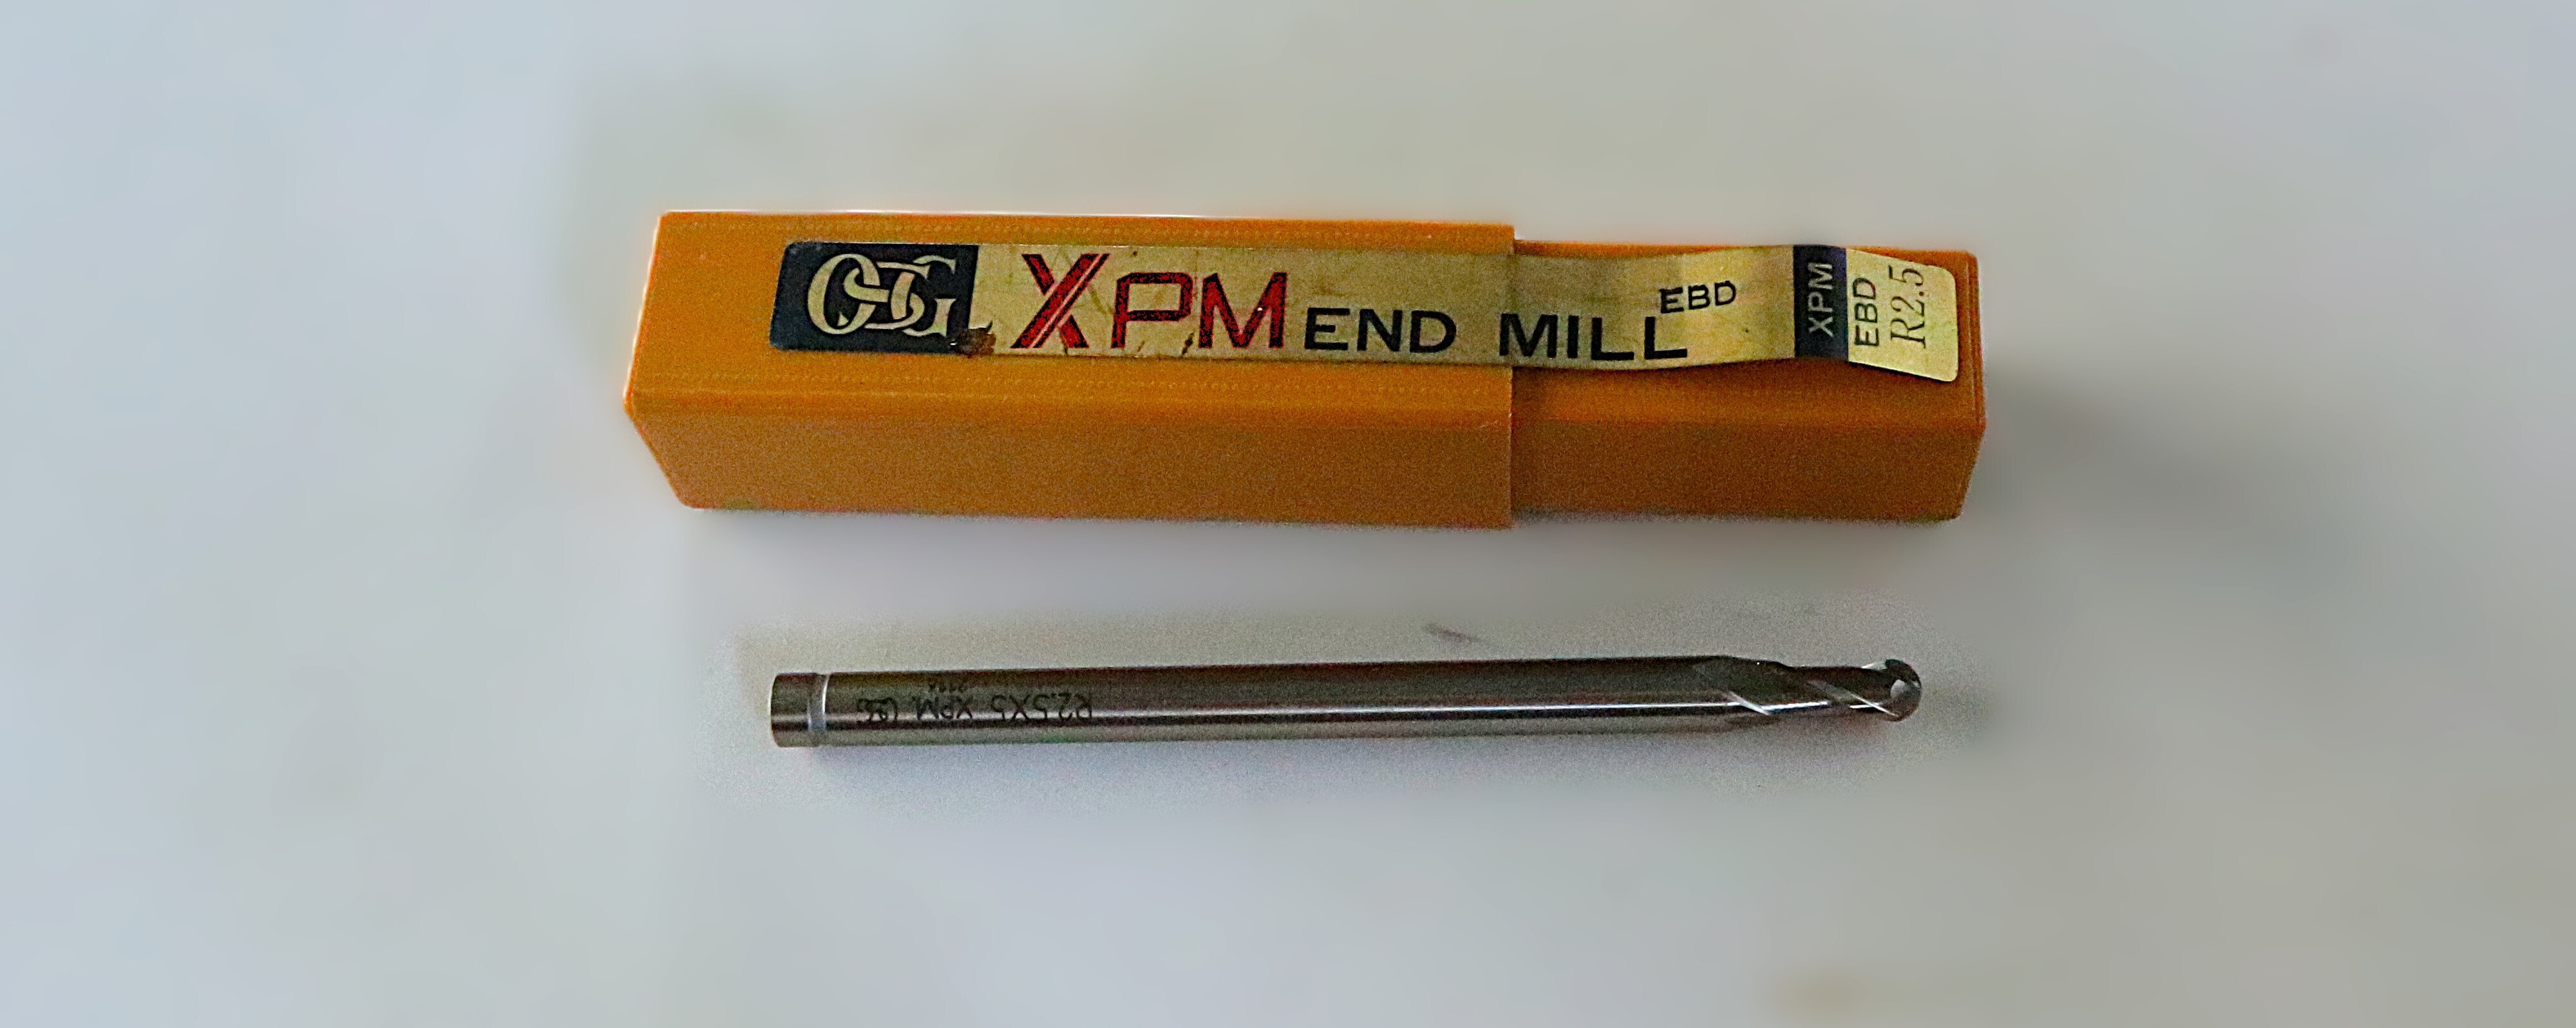 OSG XPM END MILL EBD
XPM
EBD
R2.5
R2.5X5 XPM OSG